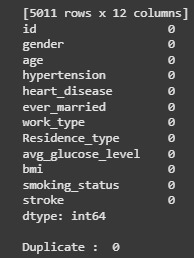 [5011 rows x 12 columns]
id 0
gender 0
age 0
hypertension 0
heart_disease 0
ever_married 0
work_type 0
Residence_type 0
avg_glucose_level 0
bmi 0
smoking_status 0
stroke 0
dtype: int64
Duplicate : 0